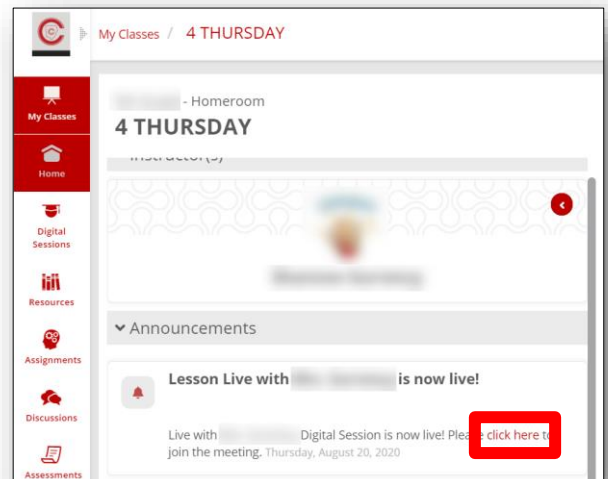 My Classes / 4 THURSDAY
My Classes
Home
Digital
Sessions
Resources
Assignments
Discussions
Assessments
- Homeroom
4 THURSDAY
Instructor(s)
Announcements
Lesson Live with is now live!
Live with Digital Session is now live! Please click here to
join the meeting. Thursday, August 20, 2020